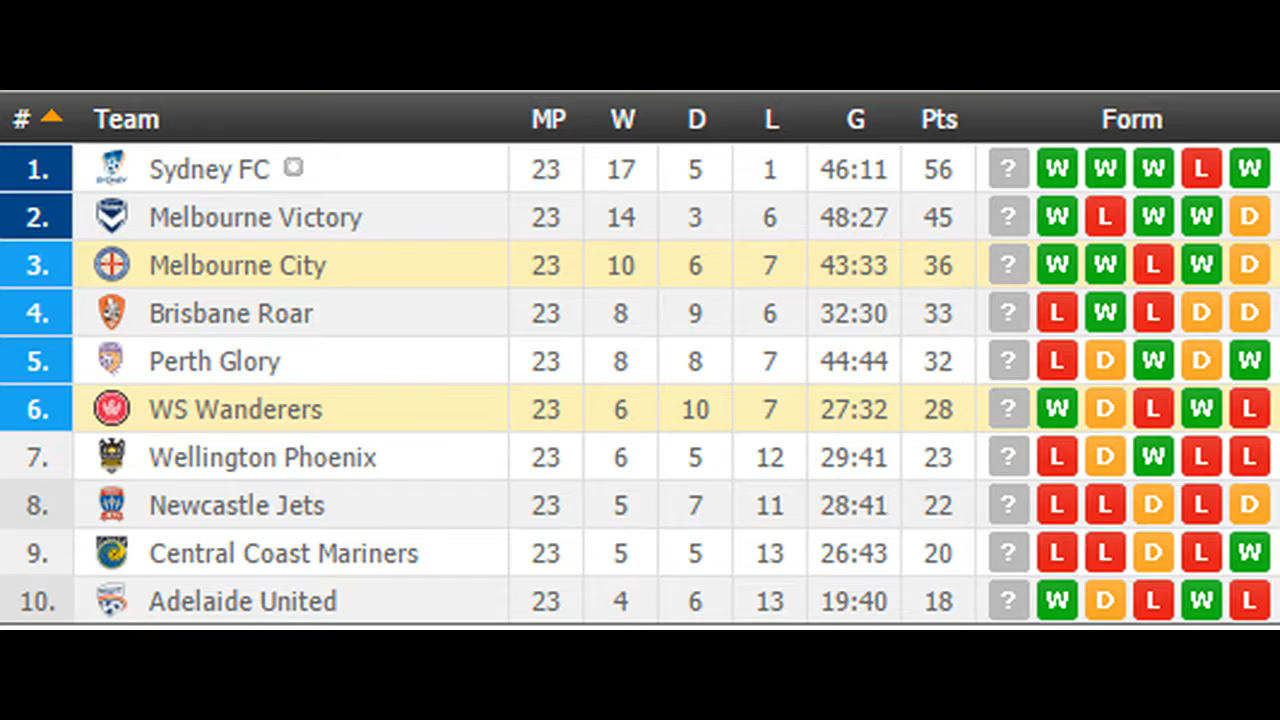 # Team MP W D L G Pts Form
1. Sydney FC 23 17 5 1 46:11 56 ? W W W L W
2. Melbourne Victory 23 14 3 6 48:27 45 ? W L W W D
3. Melbourne City 23 10 6 7 43:33 36 ? W W L W D
4. Brisbane Roar 23 8 9 6 32:30 33 ? L W L D D
5. Perth Glory 23 8 8 7 44:44 32 ? L D W D W
6. WS Wanderers 23 6 10 7 27:32 28 ? W D L W L
7. Wellington Phoenix 23 6 5 12 29:41 23 ? L D W L L
8. Newcastle Jets 23 5 7 11 28:41 22 ? L L D L D
9. Central Coast Mariners 23 5 5 13 26:43 20 ? L L D L W
10. Adelaide United 23 4 6 13 19:40 18 ? W D L W L